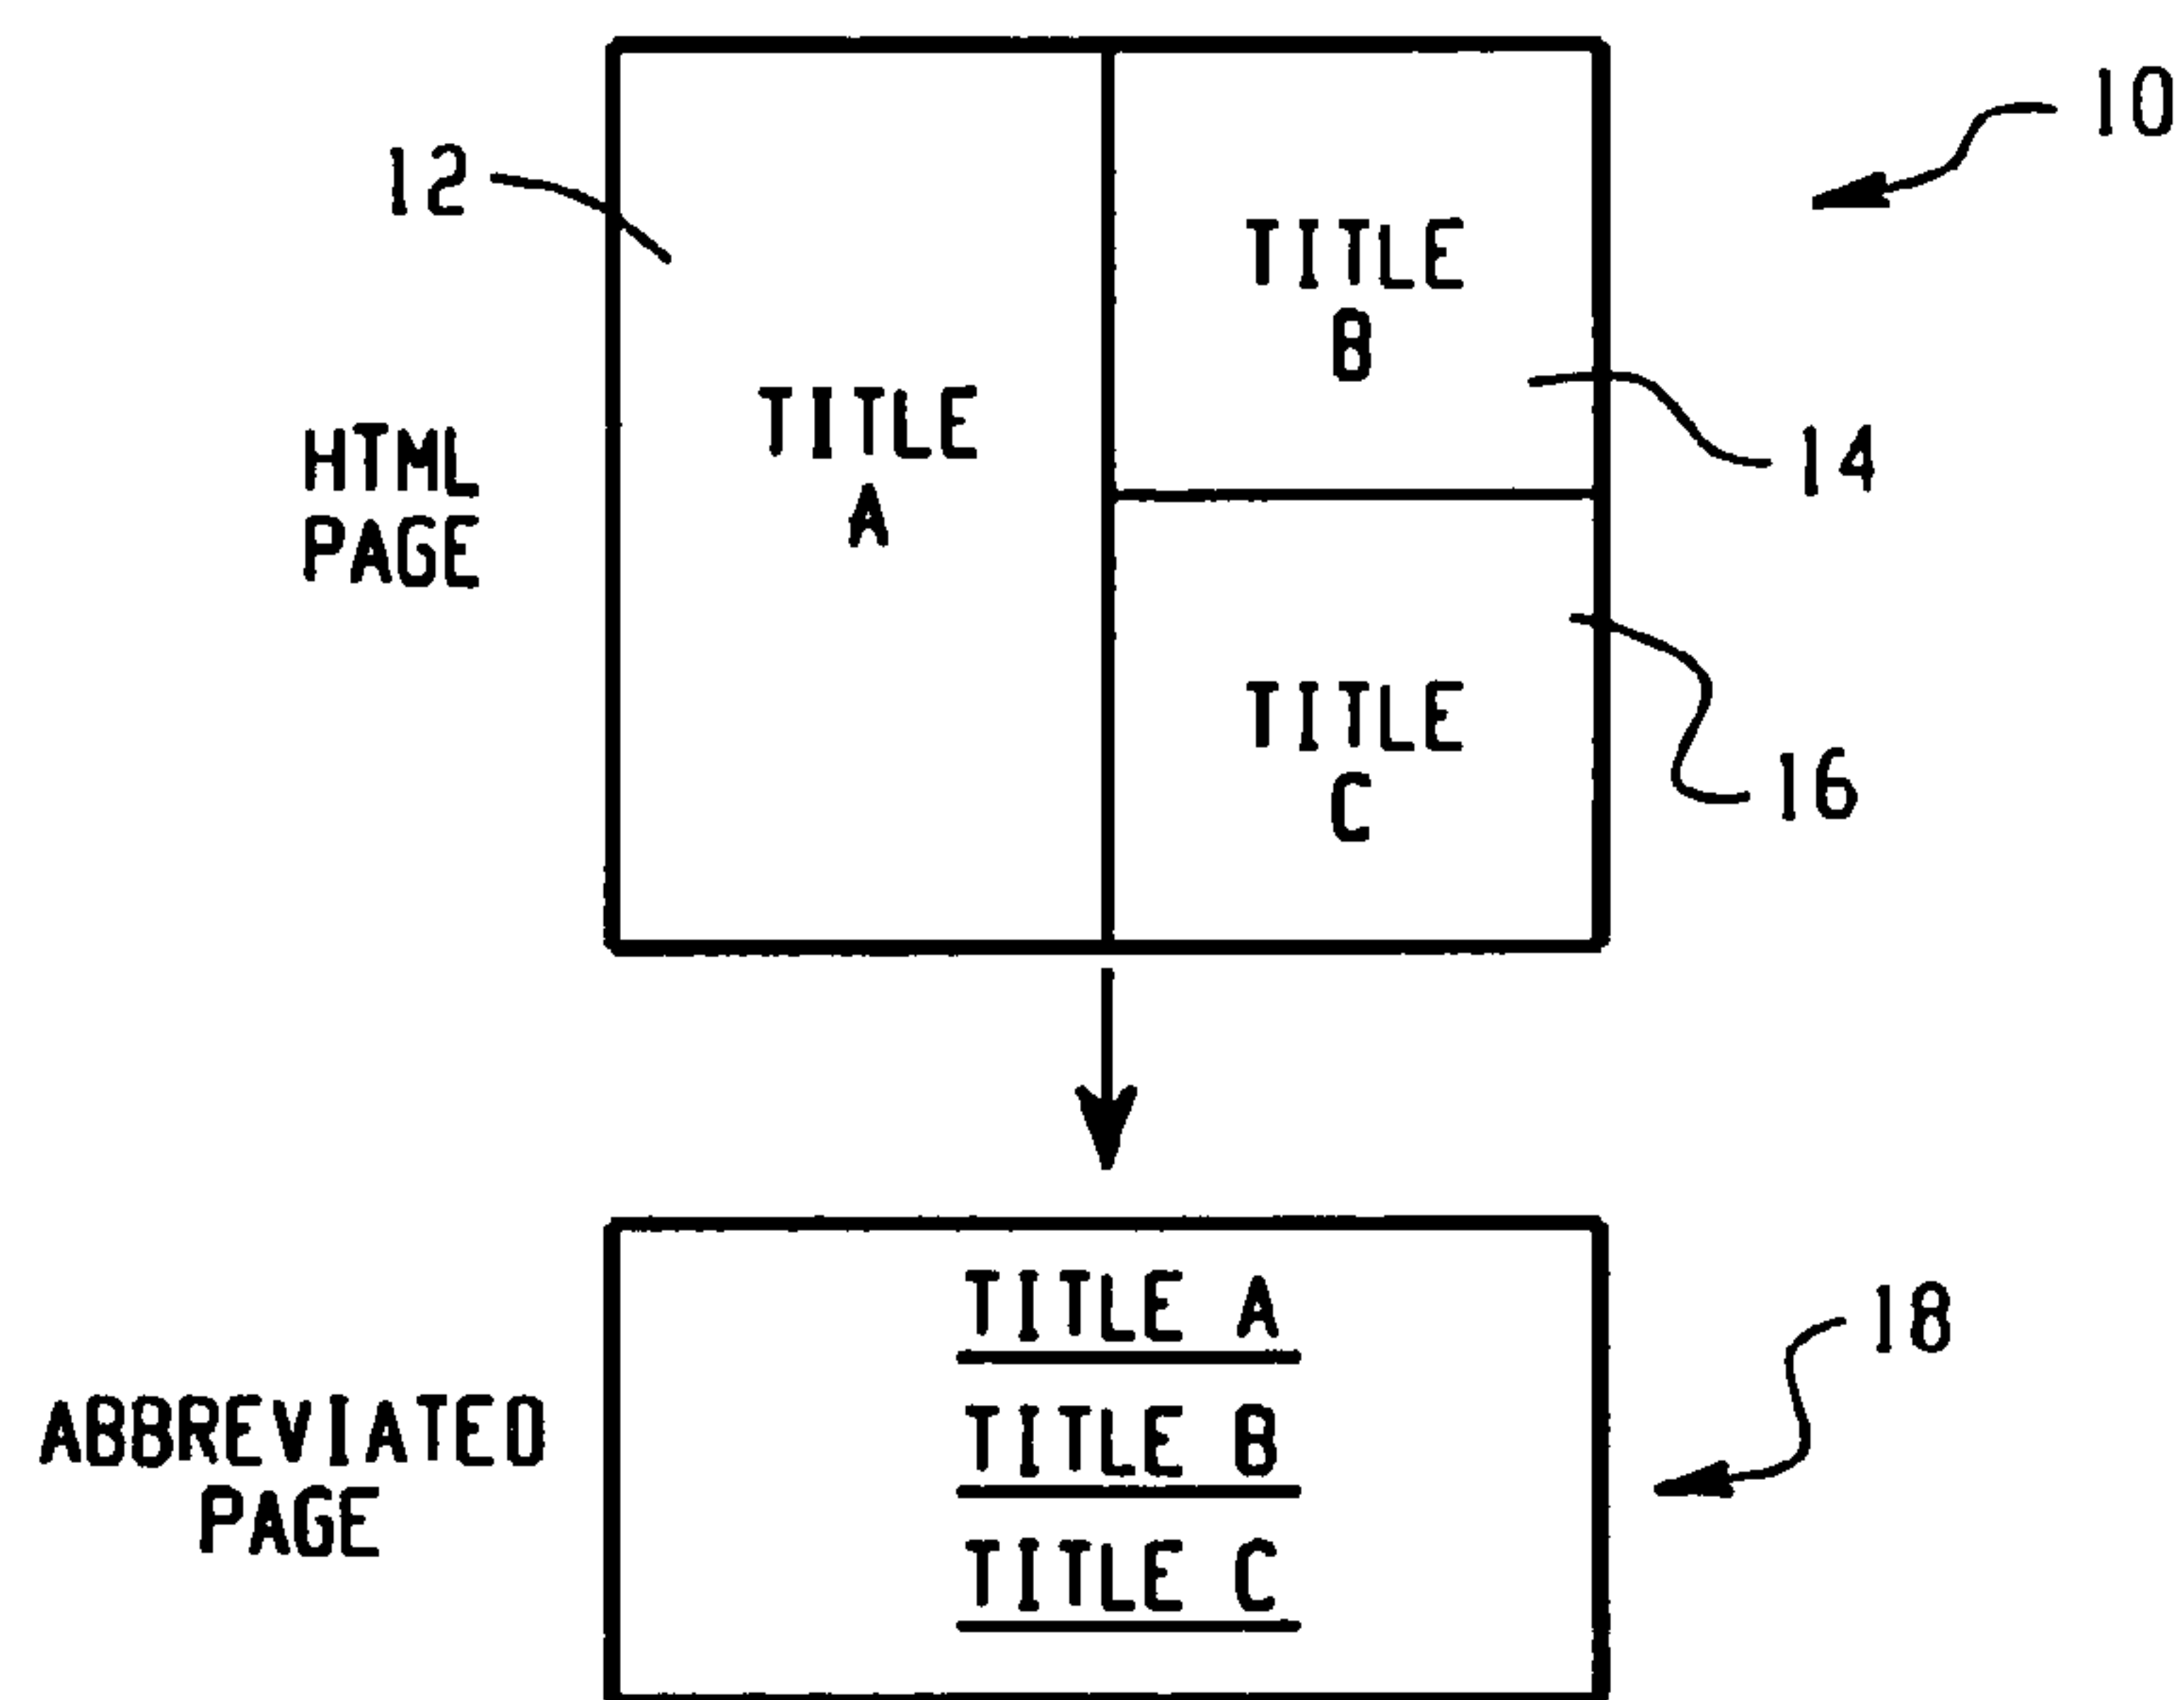 10
12
TITLE
B
TITLE
A
14
HTML
PAGE
TITLE
C
16
TITLE A
18
ABBREVIATED
PAGE
TITLE B
TITLE C